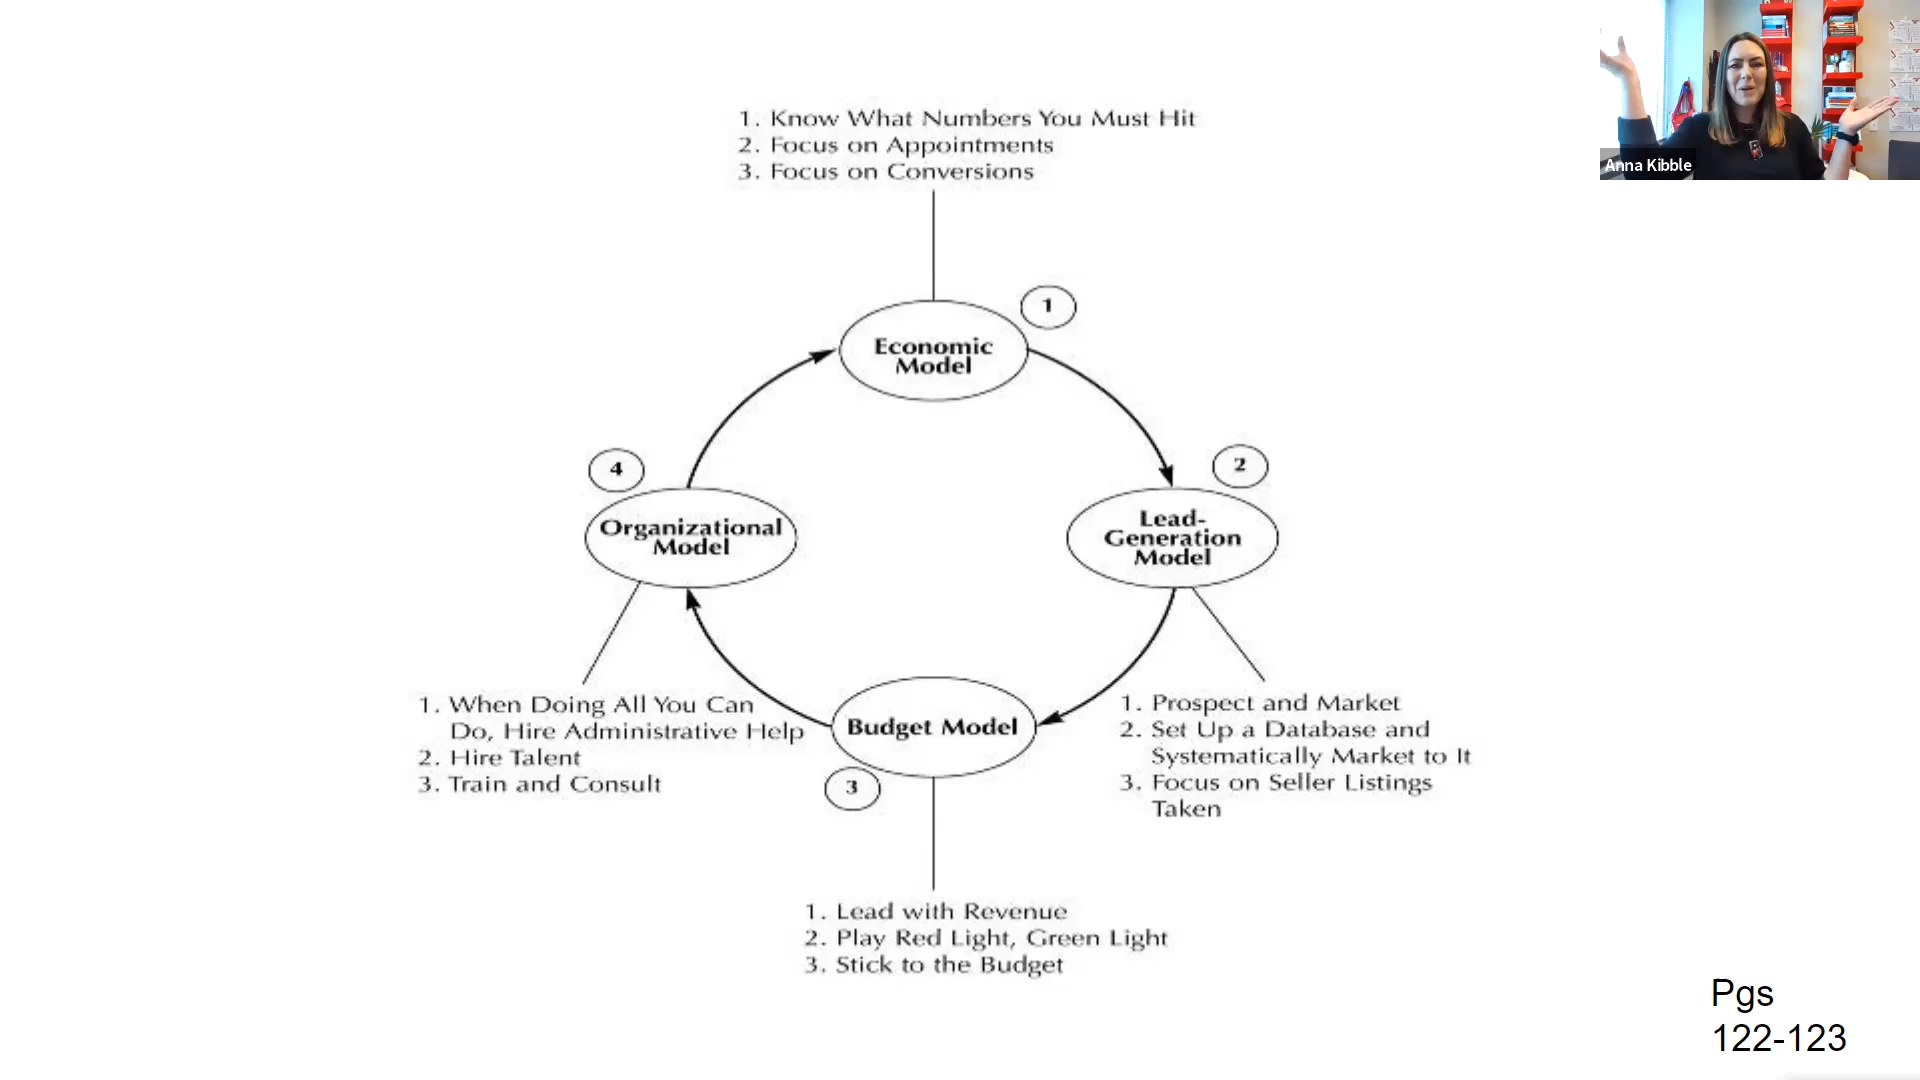 1. Know What Numbers You Must Hit
2. Focus on Appointments
3. Focus on Conversions
1
Economic
Model
2
Lead-
Generation
Model
1. Prospect and Market
2. Set Up a Database and
Systematically Market to It
3. Focus on Seller Listings
Taken
Budget Model
3
1. Lead with Revenue
2. Play Red Light, Green Light
3. Stick to the Budget
4
Organizational
Model
1. When Doing All You Can
Do, Hire Administrative Help
2. Hire Talent
3. Train and Consult
Anna Kibble
Pgs
122-123